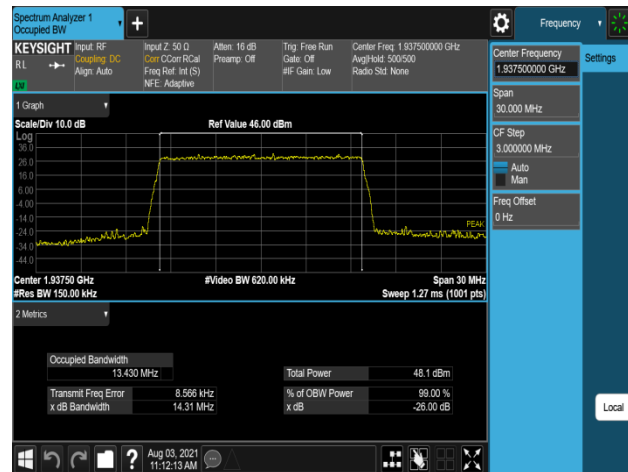 Spectrum Analyzer 1
Occupied BW
Frequency
KEYSIGHT
RL
Input: RF
Coupling: DC
Align: Auto
Input Z: 50 Ω
Corr CCorr RCal
Freq Ref: Int (S)
NFE: Adaptive
Atten: 16 dB
Preamp: Off
Trig: Free Run
Gate: Off
#IF Gain: Low
Center Freq: 1.937500000 GHz
Avg|Hold: 500/500
Radio Std: None
1 Graph
Scale/Div 10.0 dB
Ref Value 46.00 dBm
Log
36.0
26.0
16.0
6.00
-4.00
-14.0
-24.0
-34.0
-44.0
PEAK
Center 1.93750 GHz
#Video BW 620.00 kHz
Span 30 MHz
#Res BW 150.00 kHz
Sweep 1.27 ms (1001 pts)
2 Metrics
Occupied Bandwidth
13.430 MHz
Total Power 48.1 dBm
Transmit Freq Error 8.566 kHz
% of OBW Power 99.00 %
x dB Bandwidth 14.31 MHz
x dB -26.00 dB
Center Frequency
1.937500000 GHz
Settings
Span
30.000 MHz
CF Step
3.000000 MHz
Auto
Man
Freq Offset
0 Hz
Local
?
Aug 03, 2021
11:12:13 AM